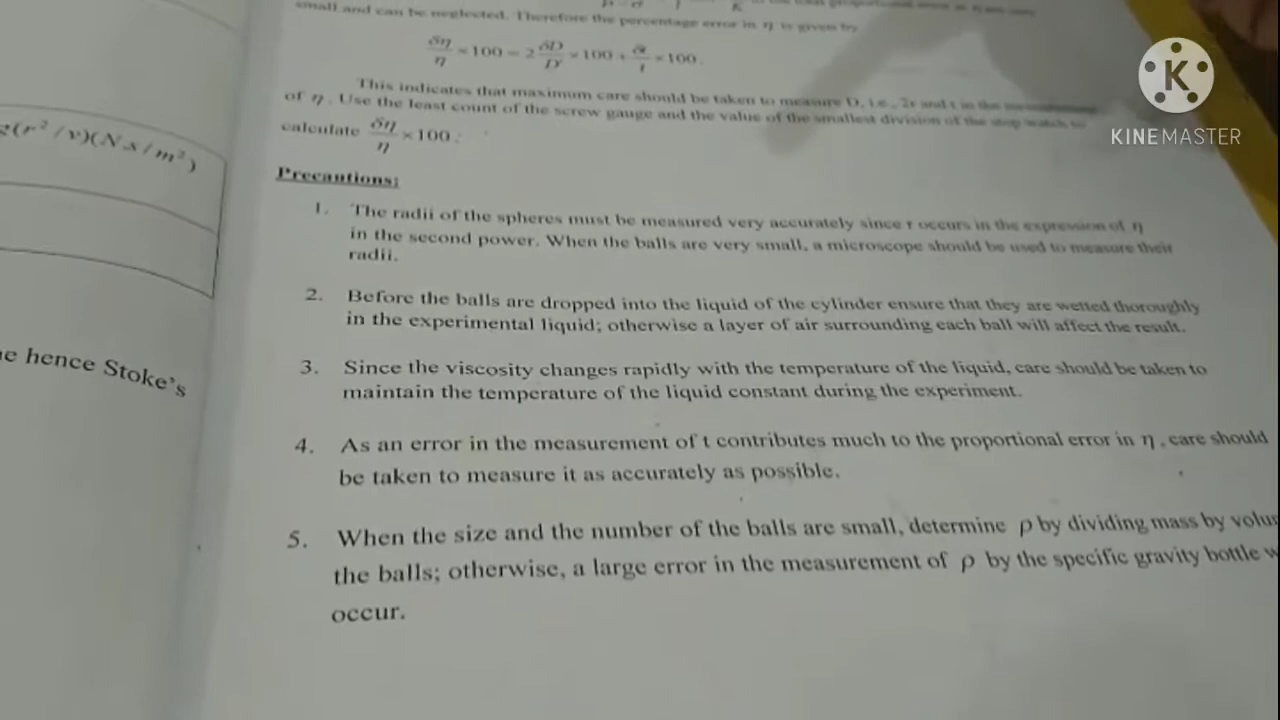 small and can be neglected. Therefore the percentage error in η is given by
δη/η × 100 = 2 δD/D × 100 + δt/t × 100.
This indicates that maximum care should be taken to measure D, i.e., 2r and t in the
of η. Use the least count of the screw gauge and the value of the smallest division of the stop watch to
calculate δη/η × 100.
(r²/v)(N.s/m²)
Precautions:
1. The radii of the spheres must be measured very accurately since r occurs in the expression of η
in the second power. When the balls are very small, a microscope should be used to measure their
radii.
2. Before the balls are dropped into the liquid of the cylinder ensure that they are wetted thoroughly
in the experimental liquid; otherwise a layer of air surrounding each ball will affect the result.
3. Since the viscosity changes rapidly with the temperature of the liquid, care should be taken to
maintain the temperature of the liquid constant during the experiment.
hence Stoke's
4. As an error in the measurement of t contributes much to the proportional error in η, care should
be taken to measure it as accurately as possible.
5. When the size and the number of the balls are small, determine ρ by dividing mass by volu
the balls; otherwise, a large error in the measurement of ρ by the specific gravity bottle w
occur.
K
KINEMASTER